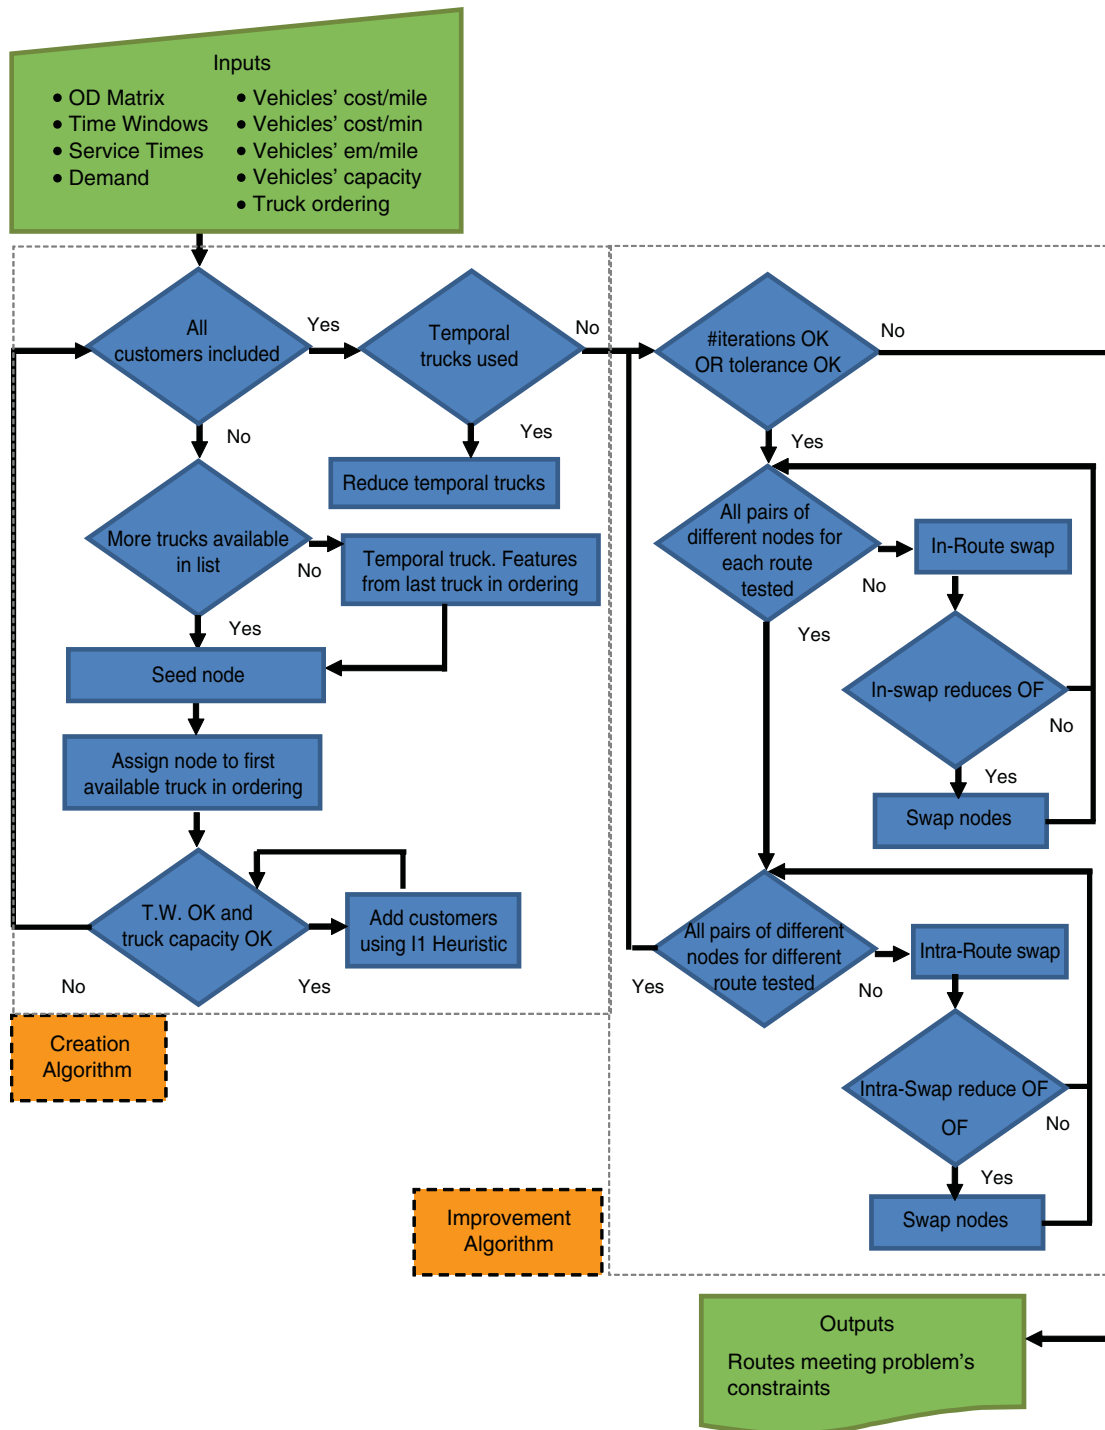 Inputs
• OD Matrix
• Time Windows
• Service Times
• Demand
• Vehicles' cost/mile
• Vehicles' cost/min
• Vehicles' em/mile
• Vehicles' capacity
• Truck ordering
All
customers included
Yes
Temporal
trucks used
No
#iterations OK
OR tolerance OK
No
No
Yes
Reduce temporal trucks
Yes
More trucks available
in list
No
Temporal truck. Features
from last truck in ordering
All pairs of
different nodes for
each route
tested
No
In-Route swap
Yes
Yes
Seed node
In-swap reduces OF
No
Assign node to first
available truck in ordering
Yes
Swap nodes
T.W. OK and
truck capacity OK
No
Yes
Add customers
using I1 Heuristic
All pairs of different
nodes for different
route tested
Yes
No
Intra-Route swap
Creation
Algorithm
Intra-Swap reduce OF
OF
No
Yes
Swap nodes
Improvement
Algorithm
Outputs
Routes meeting problem's
constraints